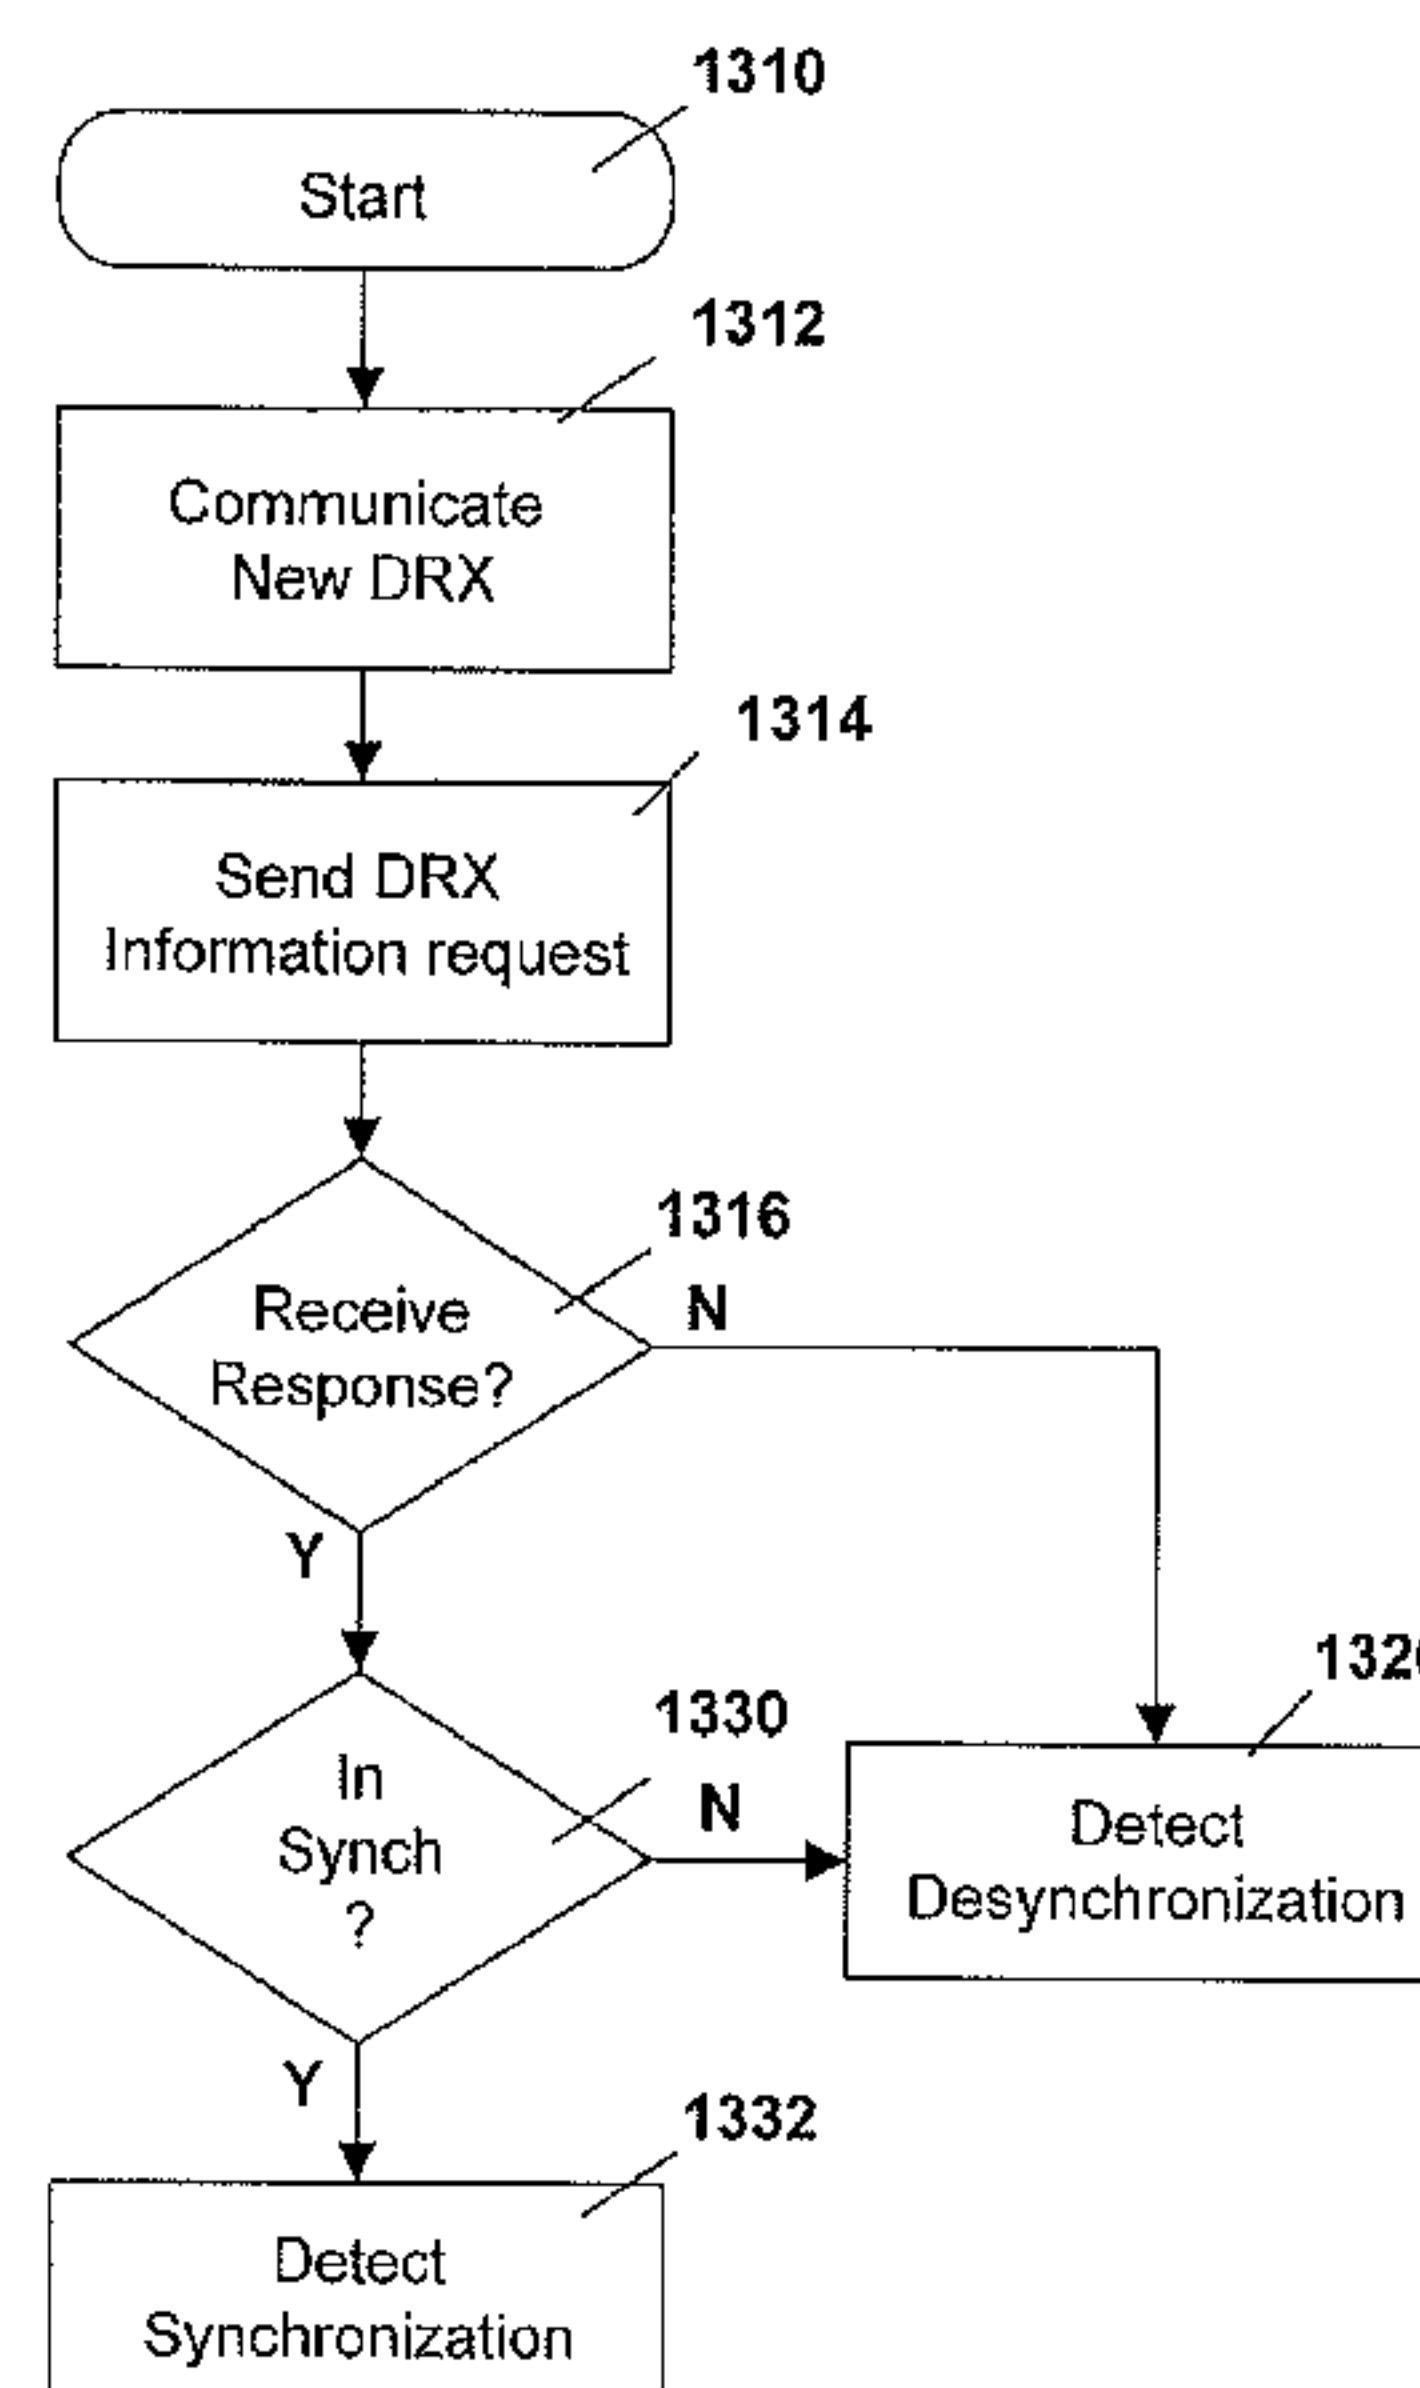 1310
Start
1312
Communicate
New DRX
1314
Send DRX
Information request
1316
Receive
Response?
N
Y
1330
In
Synch
?
N
Detect
Desynchronization
Y
1332
Detect
Synchronization